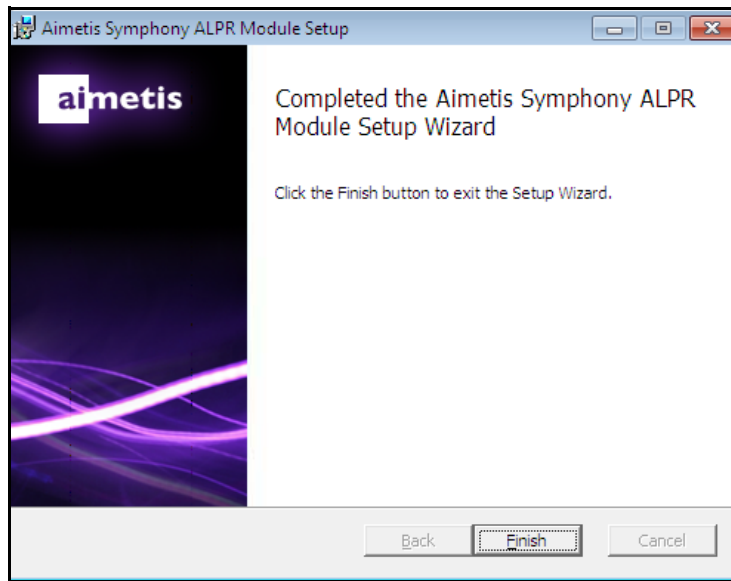 Aimetis Symphony ALPR Module Setup
aimetis
Completed the Aimetis Symphony ALPR
Module Setup Wizard
Click the Finish button to exit the Setup Wizard.
Back Finish Cancel